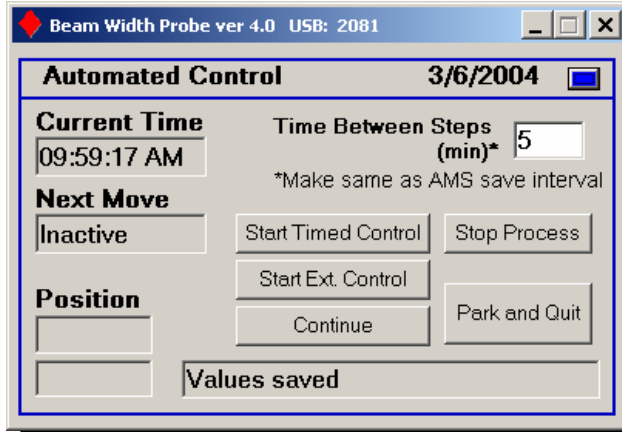 Beam Width Probe ver 4.0 USB: 2081
Automated Control 3/6/2004
Current Time
09:59:17 AM
Time Between Steps
(min)*
5
*Make same as AMS save interval
Next Move
Inactive
Start Timed Control
Stop Process
Start Ext. Control
Position
Continue
Park and Quit
Values saved